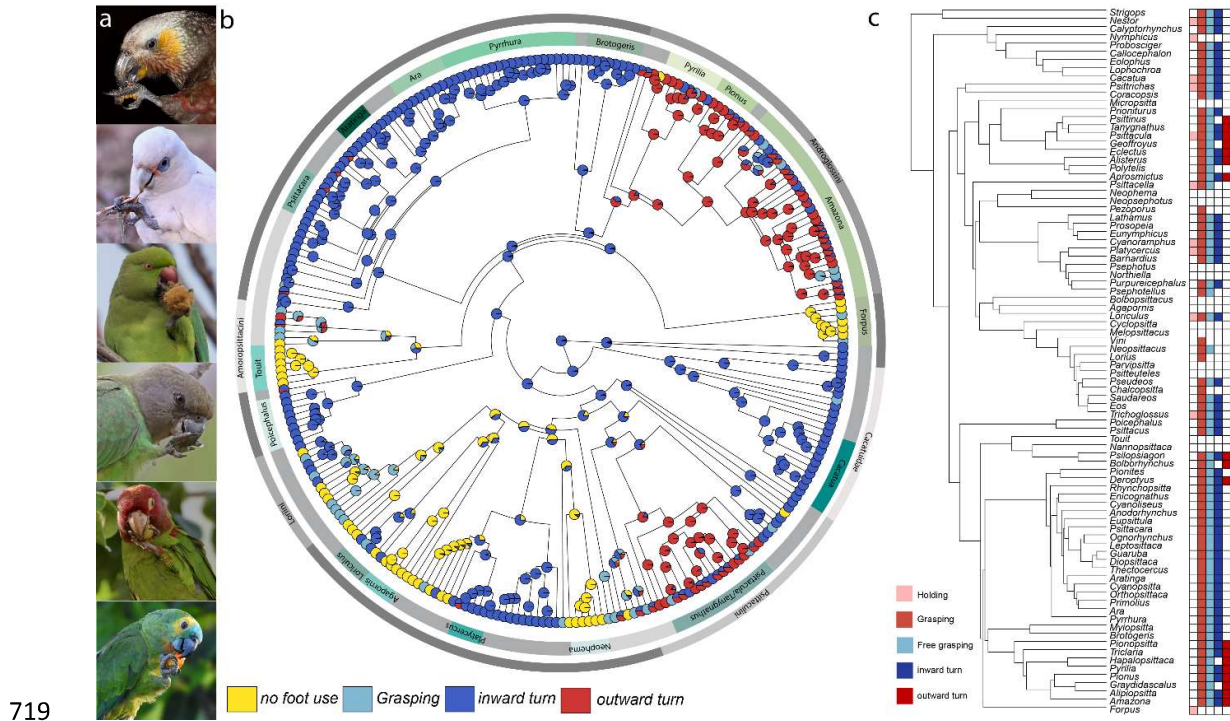 a
b
c
Pyrrhura
Brotogeris
Ara
Pyrilia
Pionus
Psittacara
Androglossini
Amazona
Amoropsittacini
Touit
Forpus
Poicephalus
Cacatuidae
Cacatua
Loriini
Agapornis Loriculus
Psittacula/Tanygnathus
Psittaculini
Platycercus
Neophema
no foot use
Grasping
inward turn
outward turn
Strigops
Nestor
Calyptorhynchus
Nymphicus
Probosciger
Callocephalon
Eolophus
Lophochroa
Cacatua
Psittrichas
Coracopsis
Micropsitta
Prioniturus
Psittinus
Tanygnathus
Psittacula
Geoffroyus
Eclectus
Alisterus
Polytelis
Aprosmictus
Psittacella
Neophema
Neopsephotus
Pezoporus
Lathamus
Prosopeia
Eunymphicus
Cyanoramphus
Platycercus
Barnardius
Psephotus
Northiella
Purpureicephalus
Psephotellus
Bolbopsittacus
Agapornis
Loriculus
Cyclopsitta
Melopsittacus
Vini
Neopsittacus
Lorius
Parvipsitta
Psitteuteles
Pseudeos
Chalcopsitta
Saudareos
Eos
Trichoglossus
Poicephalus
Psittacus
Touit
Nannopsittaca
Psilopsiagon
Bolborhynchus
Pionites
Deroptyus
Rhynchopsitta
Enicognathus
Cyanoliseus
Anodorhynchus
Eupsittula
Psittacara
Ognorhynchus
Leptosittaca
Guaruba
Diopsittaca
Thectocercus
Aratinga
Cyanopsitta
Orthopsittaca
Primolius
Ara
Pyrrhura
Myiopsitta
Brotogeris
Pionopsitta
Triclaria
Hapalopsittaca
Pyrilia
Pionus
Graydidascalus
Alipiopsitta
Amazona
Forpus
Holding
Grasping
Free grasping
inward turn
outward turn
719